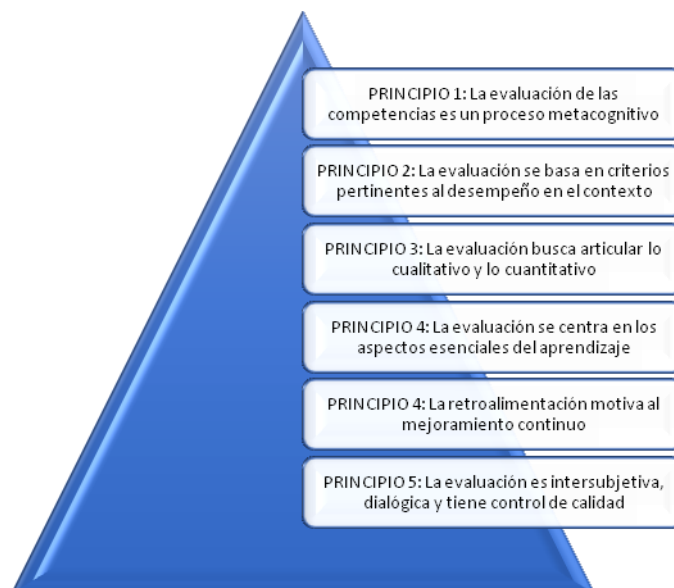 PRINCIPIO 1: La evaluación de las
competencias es un proceso metacognitivo
PRINCIPIO 2: La evaluación se basa en criterios
pertinentes al desempeño en el contexto
PRINCIPIO 3: La evaluación busca articular lo
cualitativo y lo cuantitativo
PRINCIPIO 4: La evaluación se centra en los
aspectos esenciales del aprendizaje
PRINCIPIO 4: La retroalimentación motiva al
mejoramiento continuo
PRINCIPIO 5: La evaluación es intersubjetiva,
dialógica y tiene control de calidad